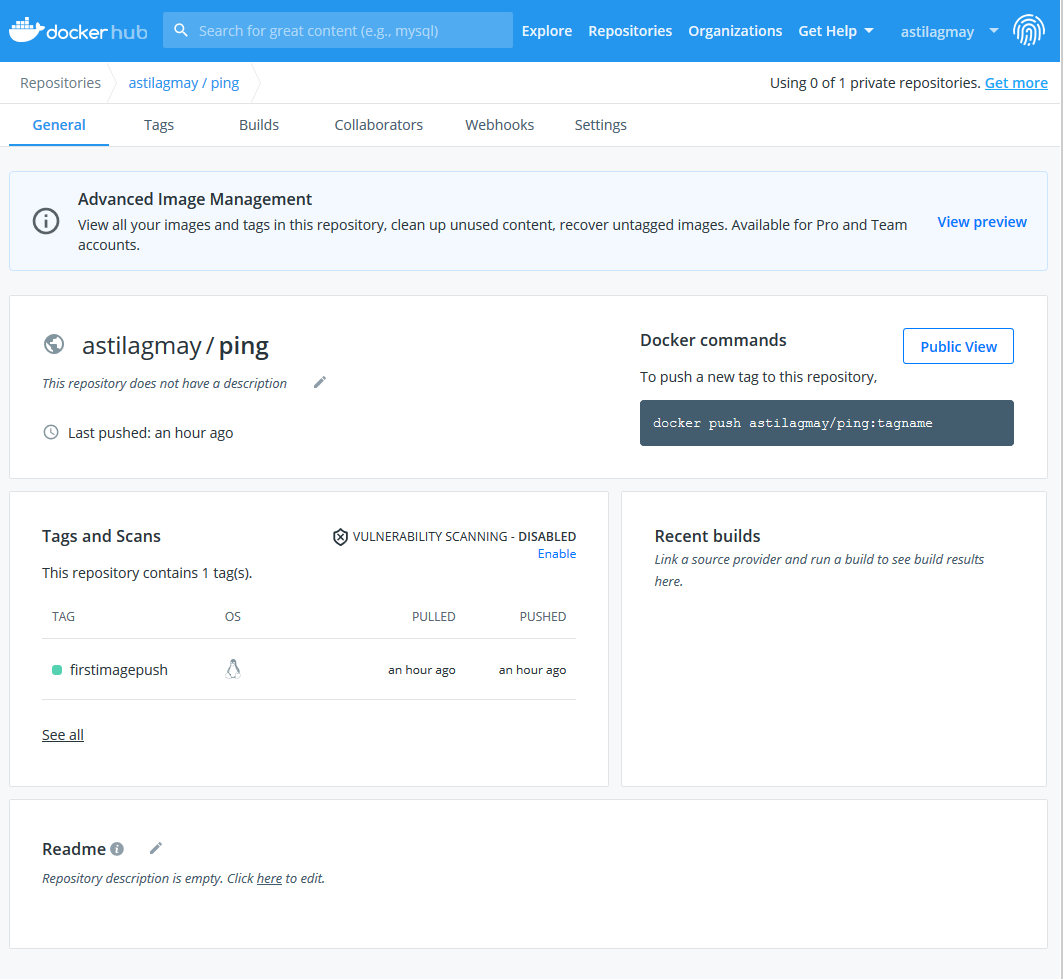 docker hub
Search for great content (e.g., mysql)
Explore
Repositories
Organizations
Get Help
astilagmay
Repositories
astilagmay / ping
Using 0 of 1 private repositories. Get more
General
Tags
Builds
Collaborators
Webhooks
Settings
Advanced Image Management
View all your images and tags in this repository, clean up unused content, recover untagged images. Available for Pro and Team
accounts.
View preview
astilagmay / ping
This repository does not have a description
Last pushed: an hour ago
Docker commands
Public View
To push a new tag to this repository,
docker push astilagmay/ping:tagname
Tags and Scans
VULNERABILITY SCANNING - DISABLED
Enable
This repository contains 1 tag(s).
TAG OS PULLED PUSHED
firstimagepush an hour ago an hour ago
See all
Recent builds
Link a source provider and run a build to see build results
here.
Readme
Repository description is empty. Click here to edit.